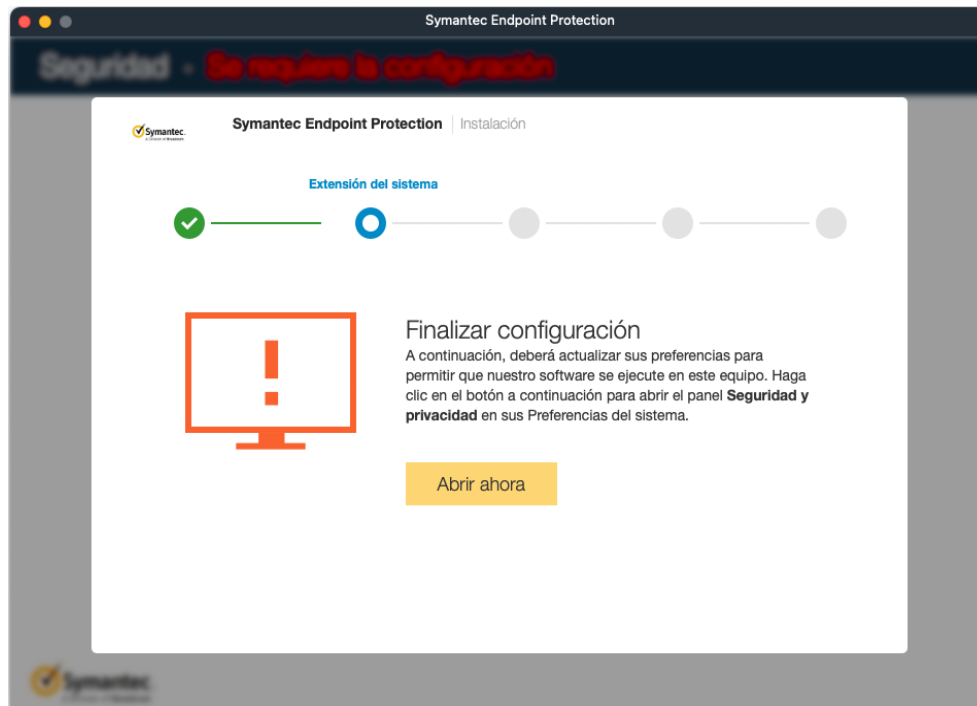 Symantec Endpoint Protection
Seguridad - Se requiere la configuración
Symantec.
Symantec Endpoint Protection | Instalación
Extensión del sistema
Finalizar configuración
A continuación, deberá actualizar sus preferencias para
permitir que nuestro software se ejecute en este equipo. Haga
clic en el botón a continuación para abrir el panel Seguridad y
privacidad en sus Preferencias del sistema.
Abrir ahora
Symantec.